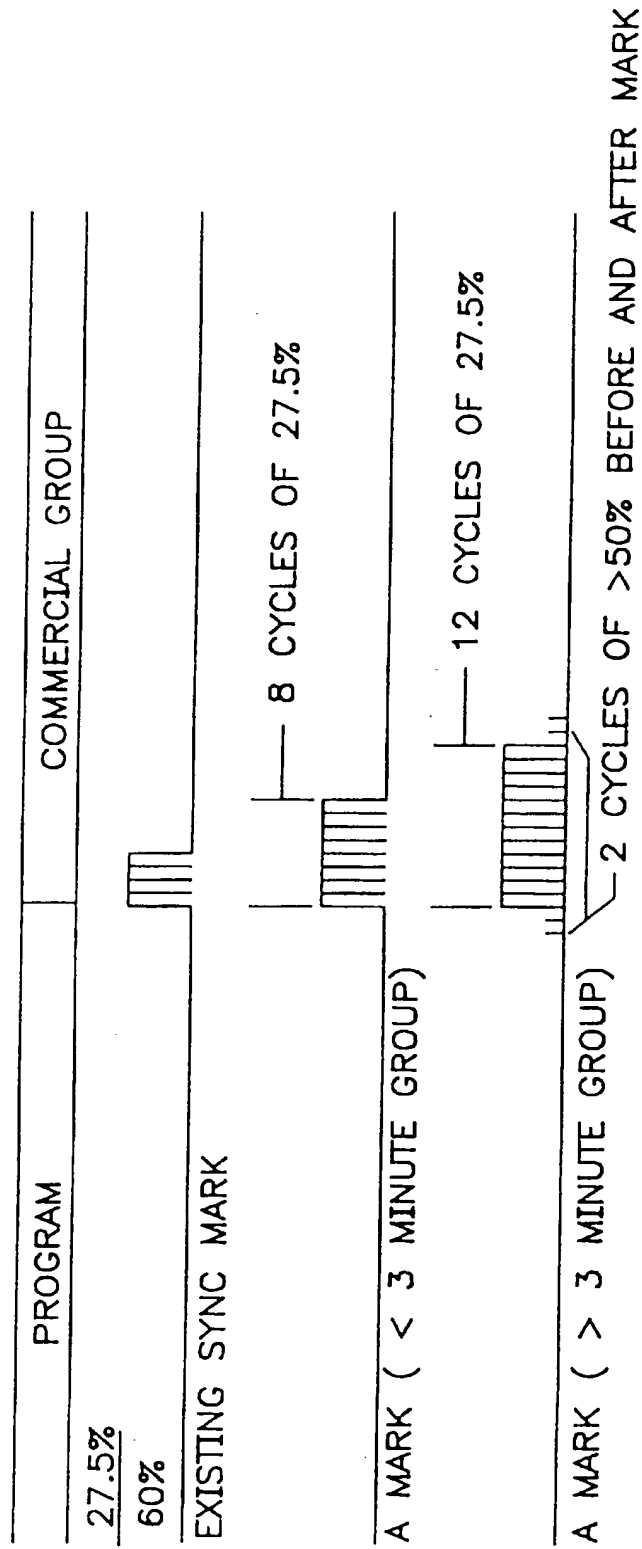 PROGRAM
COMMERCIAL GROUP
27.5%
60%
EXISTING SYNC MARK
8 CYCLES OF 27.5%
A MARK ( < 3 MINUTE GROUP)
12 CYCLES OF 27.5%
A MARK ( > 3 MINUTE GROUP)
2 CYCLES OF >50% BEFORE AND AFTER MARK